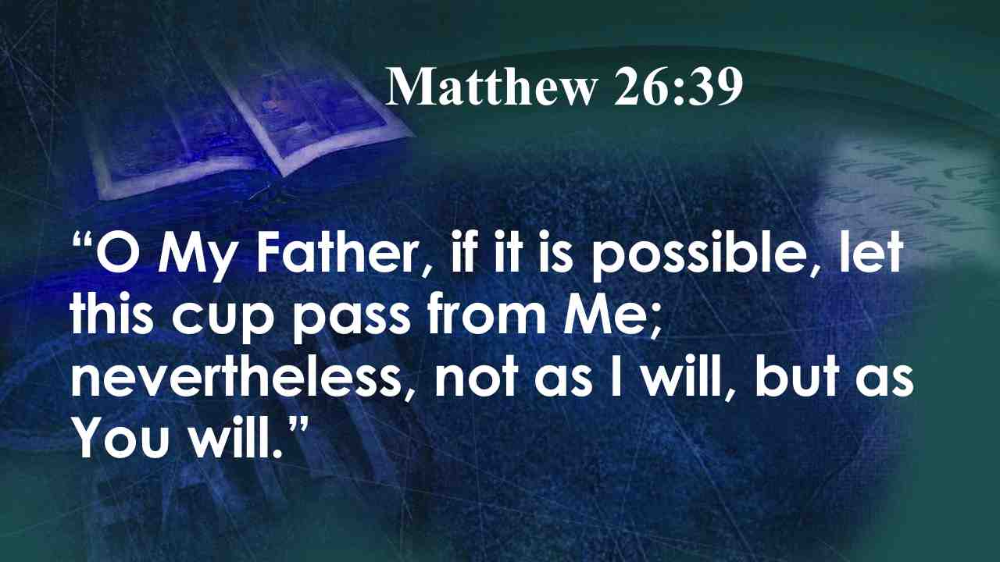 Matthew 26:39
“O My Father, if it is possible, let
this cup pass from Me;
nevertheless, not as I will, but as
You will.”